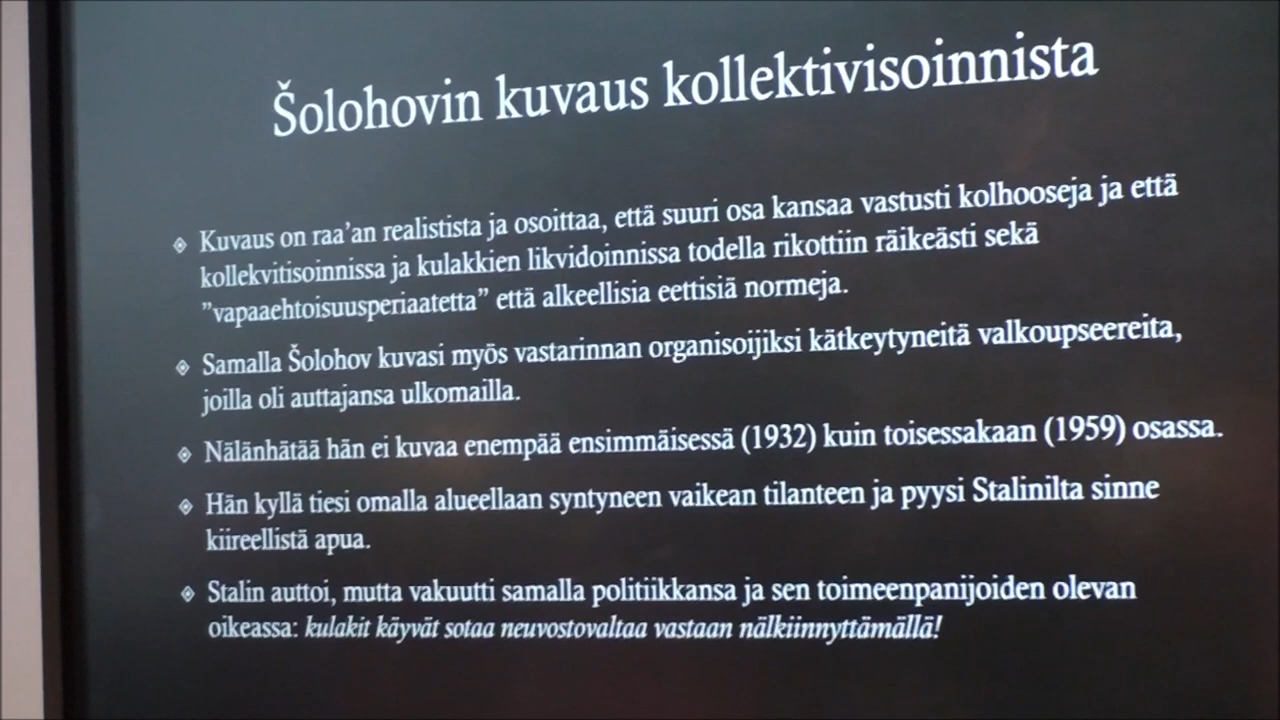 Šolohovin kuvaus kollektivisoinnista
Kuvaus on raa’an realistista ja osoittaa, että suuri osa kansaa vastusti kolhooseja ja että
kollekvitisoinnissa ja kulakkien likvidoinnissa todella rikottiin räikeästi sekä
”vapaaehtoisuusperiaatetta” että alkeellisia eettisiä normeja.
Samalla Šolohov kuvasi myös vastarinnan organisoijiksi kätkeytyneitä valkoupseereita,
joilla oli auttajansa ulkomailla.
Nälänhätää hän ei kuvaa enempää ensimmäisessä (1932) kuin toisessakaan (1959) osassa.
Hän kyllä tiesi omalla alueellaan syntyneen vaikean tilanteen ja pyysi Stalinilta sinne
kiireellistä apua.
Stalin auttoi, mutta vakuutti samalla politiikkansa ja sen toimeenpanijoiden olevan
oikeassa: kulakit käyvät sotaa neuvostovaltaa vastaan nälkiinnyttämällä!